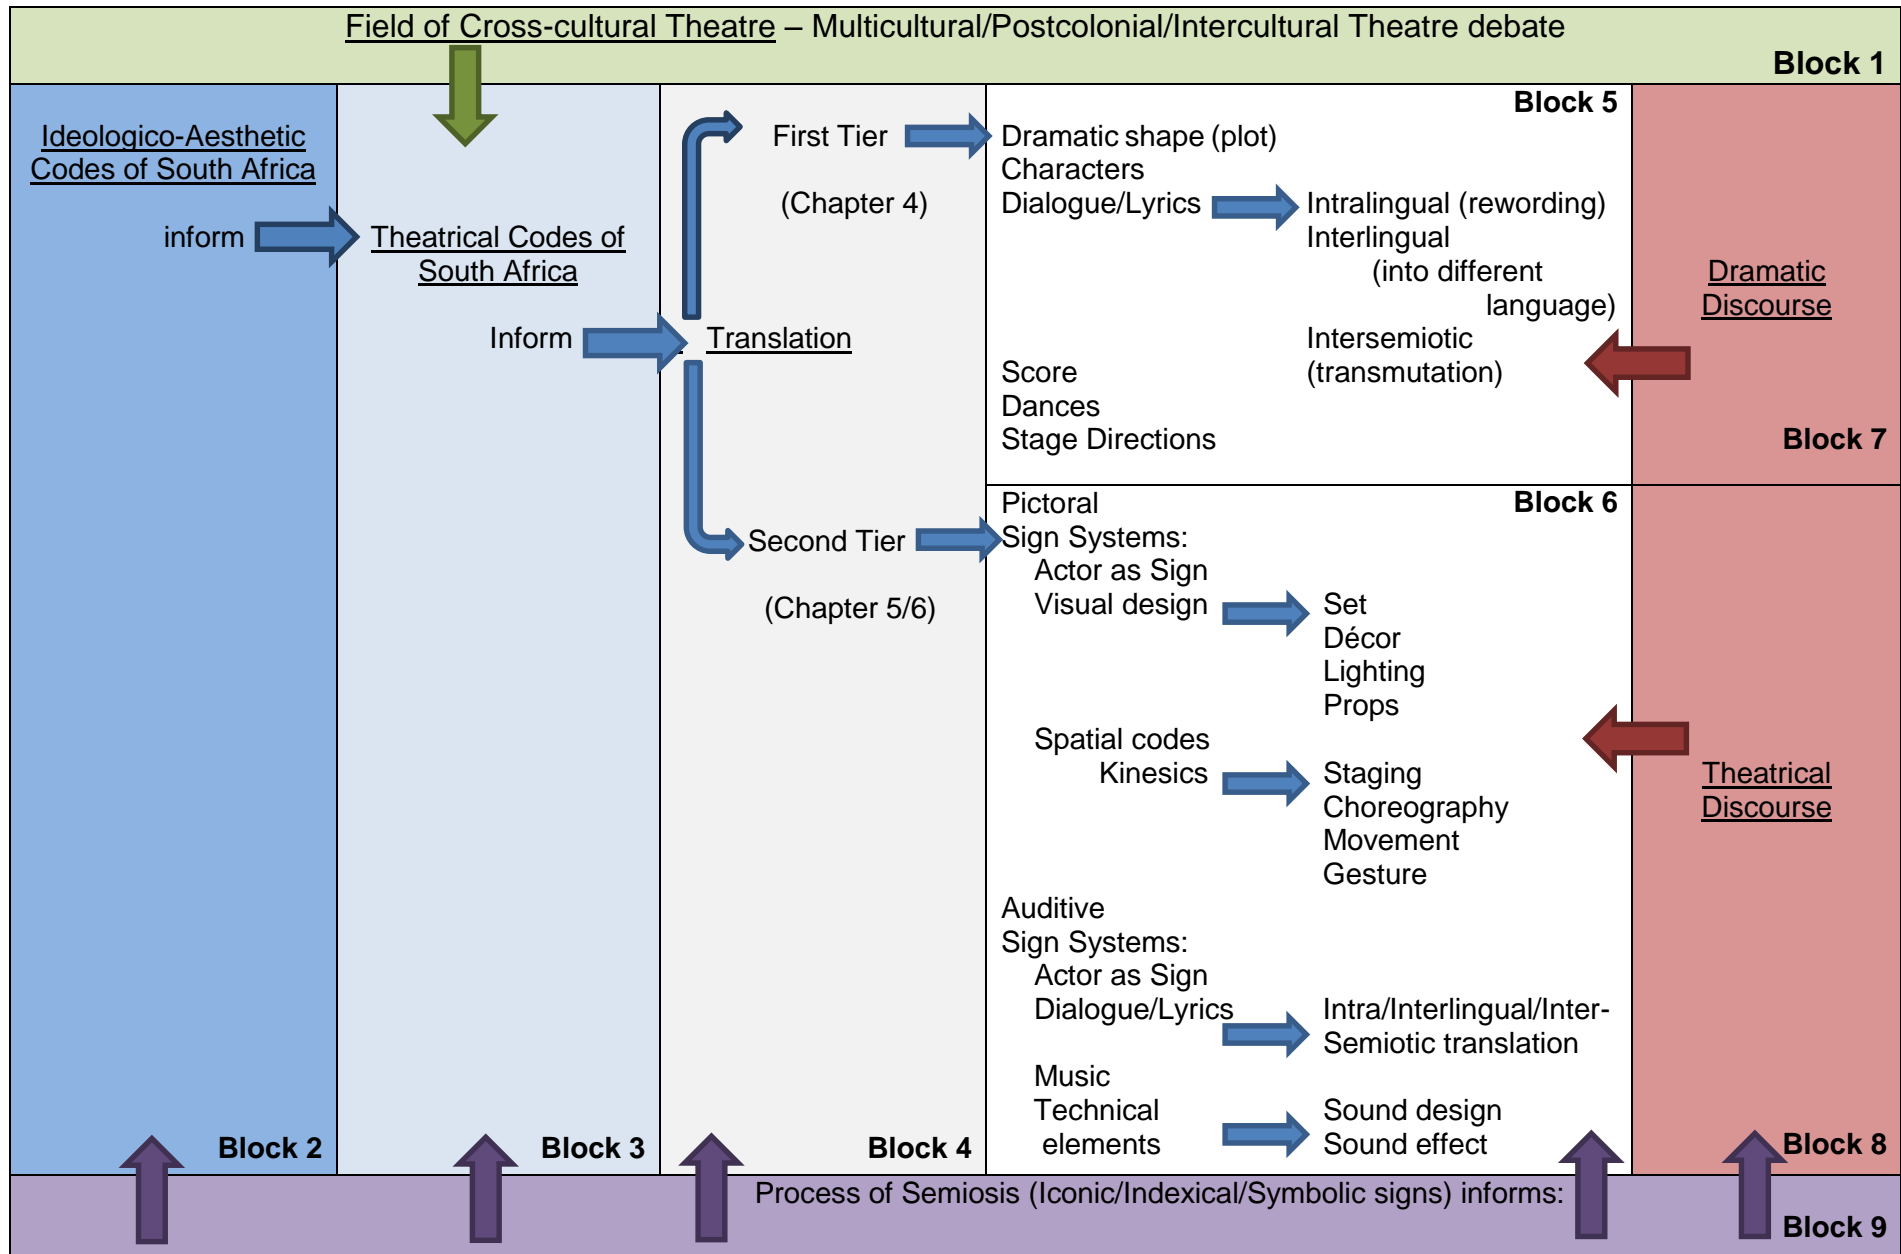 Field of Cross-cultural Theatre – Multicultural/Postcolonial/Intercultural Theatre debate
Block 1
Ideologico-Aesthetic
Codes of South Africa
inform
Block 2
Theatrical Codes of
South Africa
Inform
Block 3
Translation
First Tier
(Chapter 4)
Second Tier
(Chapter 5/6)
Block 4
Block 5
Dramatic shape (plot)
Characters
Dialogue/Lyrics
Intralingual (rewording)
Interlingual
(into different
language)
Intersemiotic
(transmutation)
Score
Dances
Stage Directions
Block 6
Pictoral
Sign Systems:
Actor as Sign
Visual design
Set
Décor
Lighting
Props
Spatial codes
Kinesics
Staging
Choreography
Movement
Gesture
Auditive
Sign Systems:
Actor as Sign
Dialogue/Lyrics
Intra/Interlingual/Inter-
Semiotic translation
Music
Technical
elements
Sound design
Sound effect
Dramatic
Discourse
Block 7
Theatrical
Discourse
Block 8
Process of Semiosis (Iconic/Indexical/Symbolic signs) informs:
Block 9